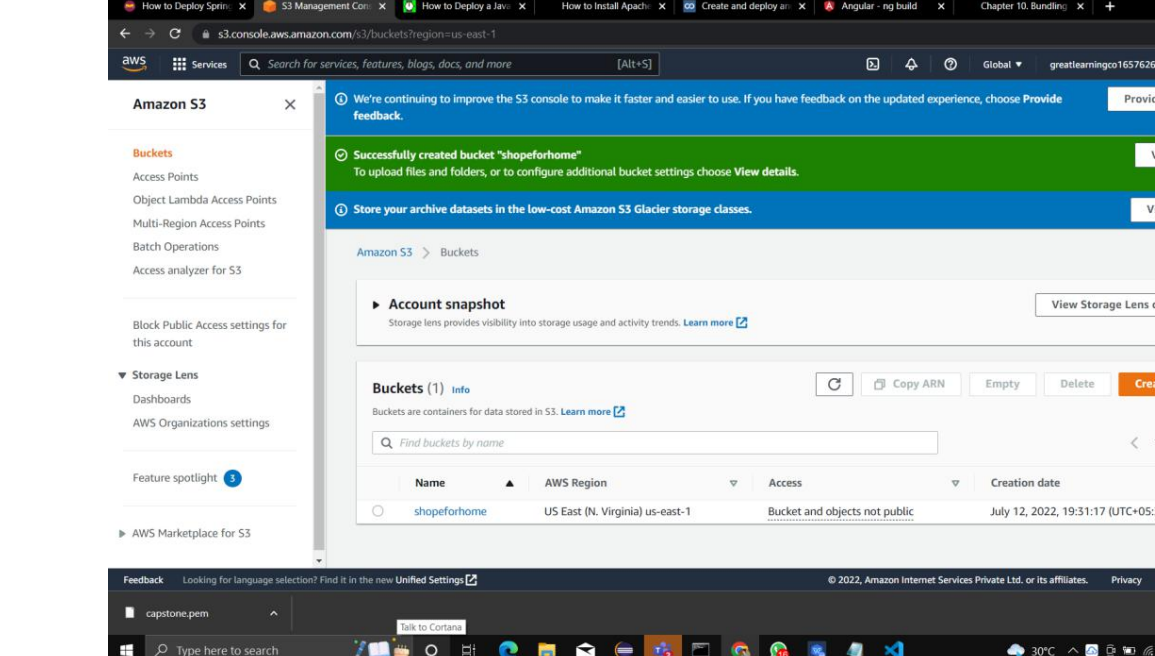 How to Deploy Spring
S3 Management Con
How to Deploy a Java
How to Install Apach
Create and deploy an
Angular - ng build
Chapter 10. Bundling
s3.console.aws.amazon.com/s3/buckets?region=us-east-1
aws
Services
Search for services, features, blogs, docs, and more
[Alt+S]
Global
greatlearningco1657626
Amazon S3
Buckets
Access Points
Object Lambda Access Points
Multi-Region Access Points
Batch Operations
Access analyzer for S3
Block Public Access settings for
this account
Storage Lens
Dashboards
AWS Organizations settings
Feature spotlight 3
AWS Marketplace for S3
We're continuing to improve the S3 console to make it faster and easier to use. If you have feedback on the updated experience, choose Provide
feedback.
Provi
Successfully created bucket "shopeforhome"
To upload files and folders, or to configure additional bucket settings choose View details.
V
Store your archive datasets in the low-cost Amazon S3 Glacier storage classes.
Vi
Amazon S3 > Buckets
Account snapshot
Storage lens provides visibility into storage usage and activity trends. Learn more
View Storage Lens
Buckets (1) Info
Buckets are containers for data stored in S3. Learn more
Copy ARN
Empty
Delete
Crea
Find buckets by name
Name AWS Region Access Creation date
shopeforhome US East (N. Virginia) us-east-1 Bucket and objects not public July 12, 2022, 19:31:17 (UTC+05:
Feedback Looking for language selection? Find it in the new Unified Settings
© 2022, Amazon Internet Services Private Ltd. or its affiliates. Privacy
capstone.pem
Talk to Cortana
Type here to search
30°C